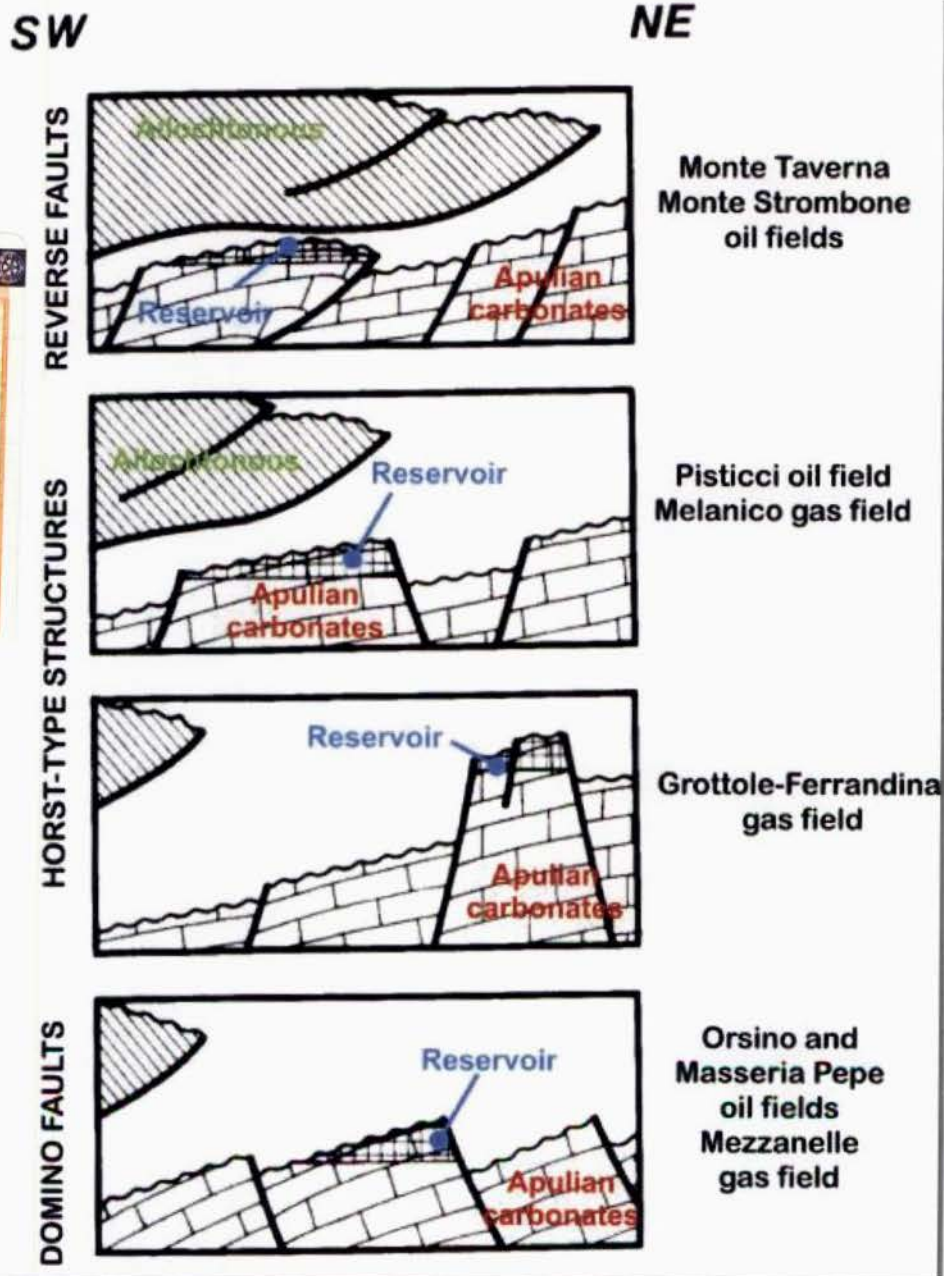 SW
NE
REVERSE FAULTS
Allochtonous
Reservoir
Apulian
carbonates
Monte Taverna
Monte Strombone
oil fields
HORST-TYPE STRUCTURES
Allochtonous
Reservoir
Apulian
carbonates
Pisticci oil field
Melanico gas field
Reservoir
Apulian
carbonates
Grottole-Ferrandina
gas field
DOMINO FAULTS
Reservoir
Apulian
carbonates
Orsino and
Masseria Pepe
oil fields
Mezzanelle
gas field